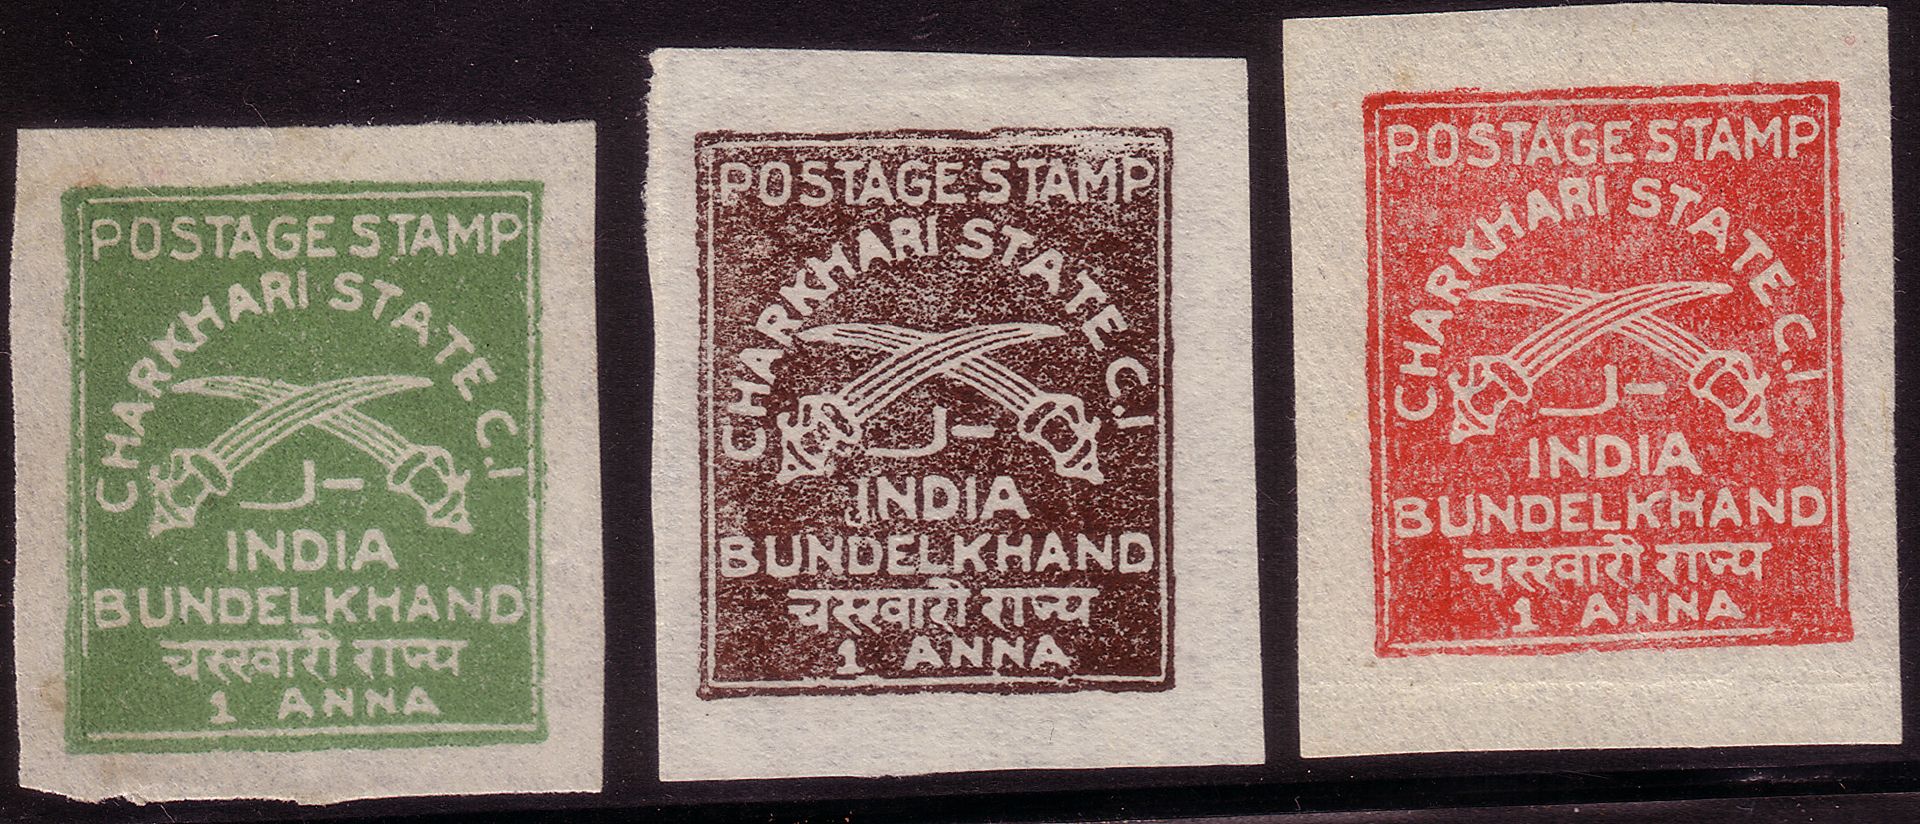 POSTAGE STAMP
CHARKHARI STATE C.I
INDIA
BUNDELKHAND
चरखारी राज्य
1 ANNA
POSTAGE STAMP
CHARKHARI STATE C.I
INDIA
BUNDELKHAND
चरखारी राज्य
1 ANNA
POSTAGE STAMP
CHARKHARI STATE C.I
INDIA
BUNDELKHAND
चरखारी राज्य
1 ANNA